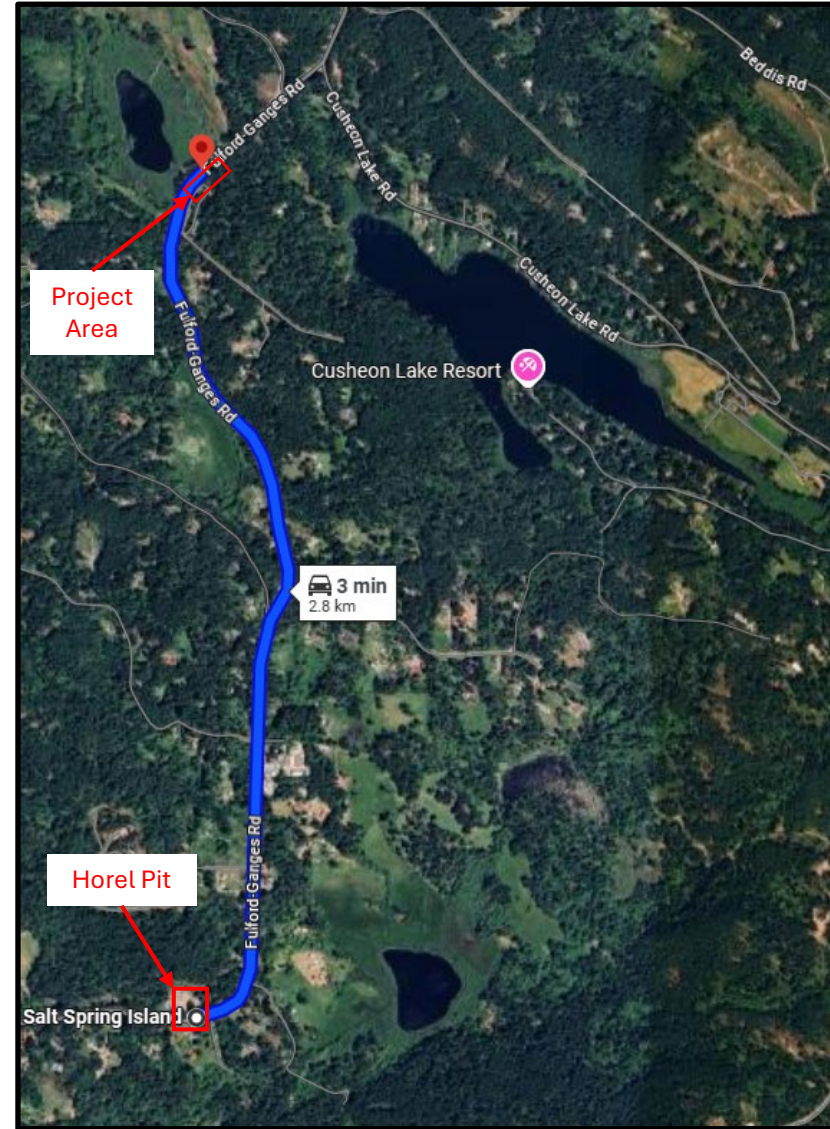 Beddis Rd
Fulford-Ganges Rd
Cusheon Lake Rd
Project
Area
Cusheon Lake Rd
Fulford-Ganges Rd
Cusheon Lake Resort
3 min
2.8 km
Fulford-Ganges Rd
Horel Pit
Salt Spring Island